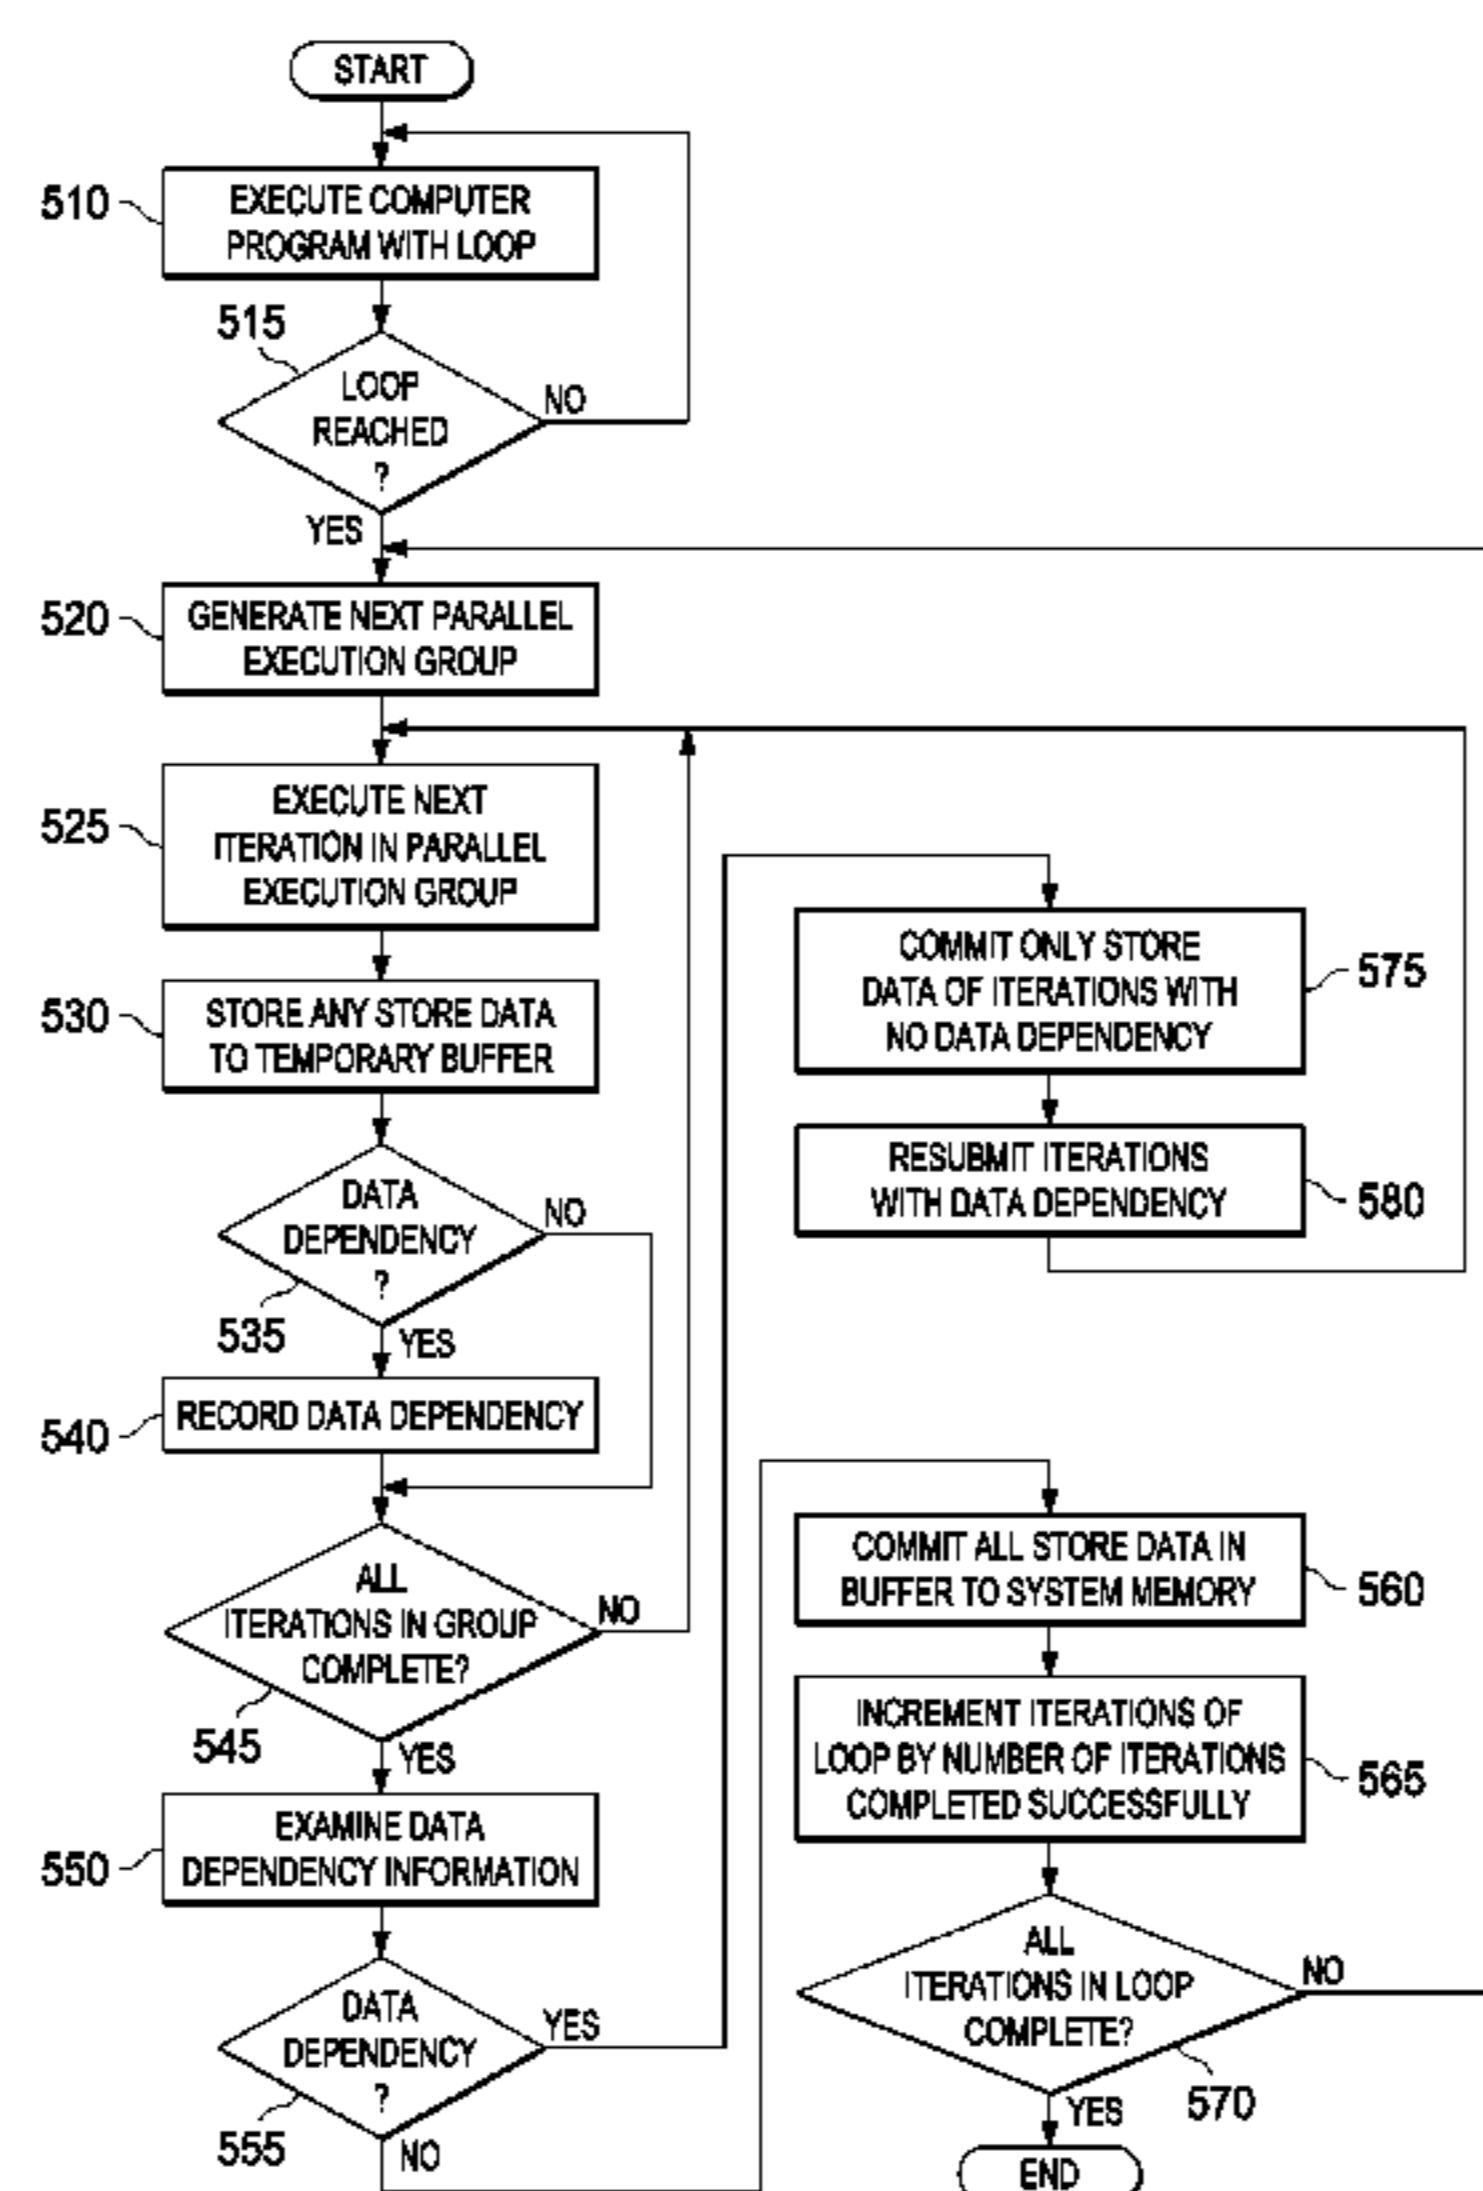 START
510
EXECUTE COMPUTER
PROGRAM WITH LOOP
515
LOOP
REACHED
?
NO
YES
520
GENERATE NEXT PARALLEL
EXECUTION GROUP
525
EXECUTE NEXT
ITERATION IN PARALLEL
EXECUTION GROUP
530
STORE ANY STORE DATA
TO TEMPORARY BUFFER
DATA
DEPENDENCY
?
NO
535
YES
540
RECORD DATA DEPENDENCY
ALL
ITERATIONS IN GROUP
COMPLETE?
NO
545
YES
550
EXAMINE DATA
DEPENDENCY INFORMATION
DATA
DEPENDENCY
?
YES
555
NO
COMMIT ONLY STORE
DATA OF ITERATIONS WITH
NO DATA DEPENDENCY
575
RESUBMIT ITERATIONS
WITH DATA DEPENDENCY
580
COMMIT ALL STORE DATA IN
BUFFER TO SYSTEM MEMORY
560
INCREMENT ITERATIONS OF
LOOP BY NUMBER OF ITERATIONS
COMPLETED SUCCESSFULLY
565
ALL
ITERATIONS IN LOOP
COMPLETE?
NO
570
YES
END